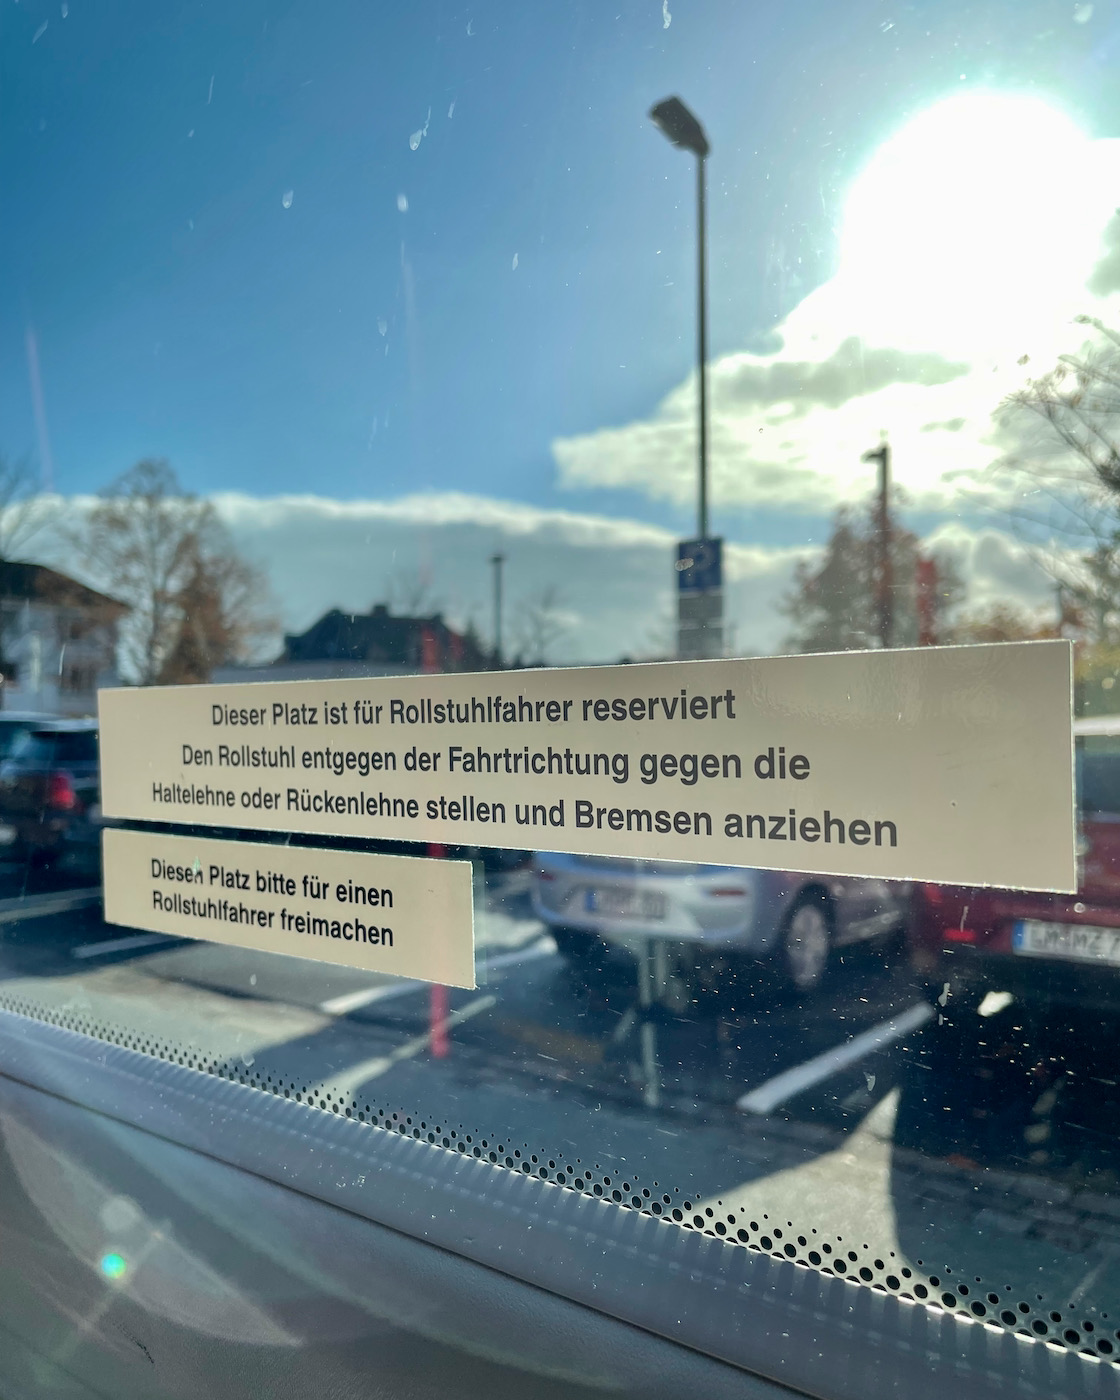 Dieser Platz ist für Rollstuhlfahrer reserviert
Den Rollstuhl entgegen der Fahrtrichtung gegen die
Haltelehne oder Rückenlehne stellen und Bremsen anziehen
Diesen Platz bitte für einen
Rollstuhlfahrer freimachen